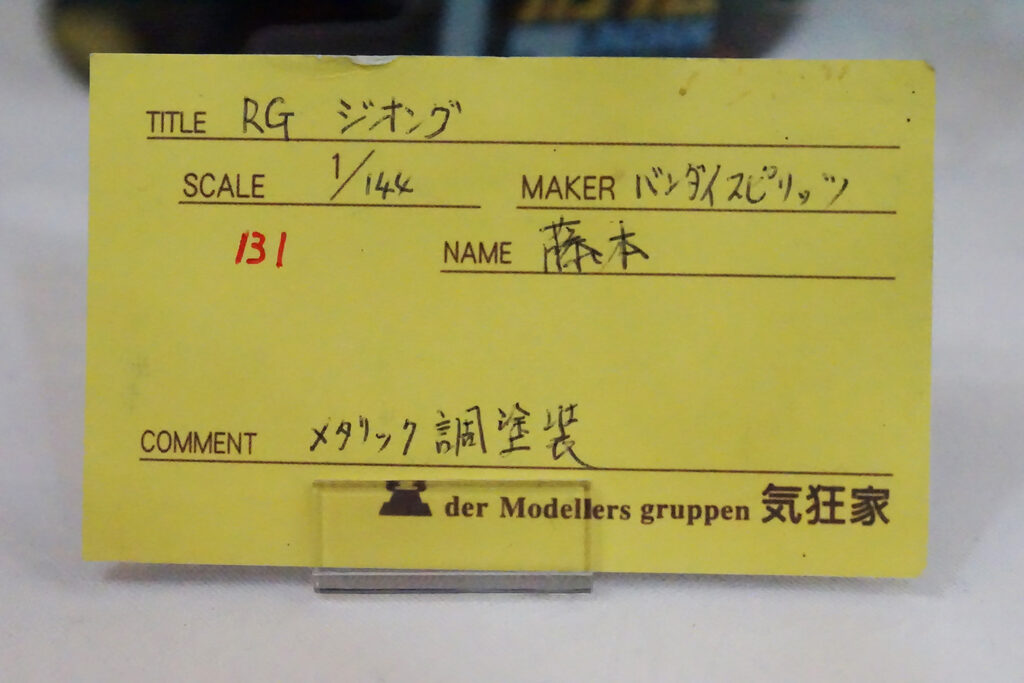 TITLE RG ジオング
SCALE 1/144 MAKER バンダイスピリッツ
131 NAME 藤本
COMMENT メタリック調塗装
der Modellers gruppen 気狂家